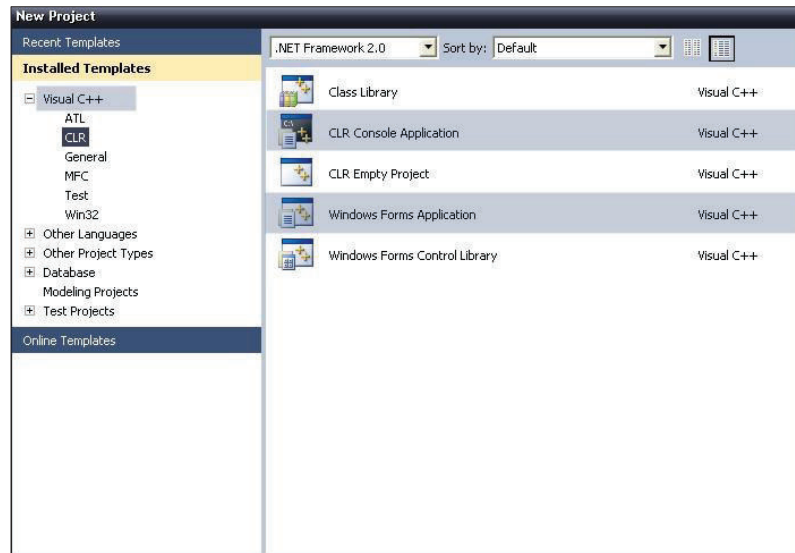 New Project
Recent Templates
Installed Templates
Visual C++
ATL
CLR
General
MFC
Test
Win32
Other Languages
Other Project Types
Database
Modeling Projects
Test Projects
Online Templates
.NET Framework 2.0 Sort by: Default
Class Library Visual C++
CLR Console Application Visual C++
CLR Empty Project Visual C++
Windows Forms Application Visual C++
Windows Forms Control Library Visual C++